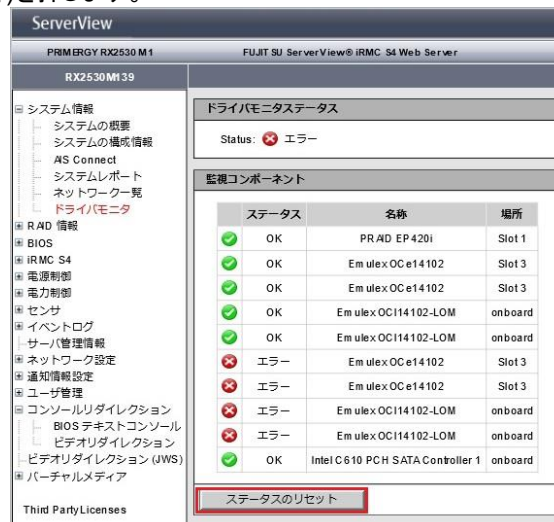 ServerView
PRIMERGY RX2530 M1 FUJITSU ServerView® iRMC S4 Web Server
RX2530M139
システム情報
システムの概要
システムの構成情報
AIS Connect
システムレポート
ネットワーク一覧
ドライバモニタ
RAID 情報
BIOS
iRMC S4
電源制御
電力制御
センサ
イベントログ
サーバ管理情報
ネットワーク設定
通知情報設定
ユーザ管理
コンソールリダイレクション
BIOS テキストコンソール
ビデオリダイレクション
ビデオリダイレクション (JWS)
バーチャルメディア
Third Party Licenses
ドライバモニタステータス
Status: エラー
監視コンポーネント
ステータス 名称 場所
OK PRAID EP420i Slot 1
OK Emulex OCe14102 Slot 3
OK Emulex OCe14102 Slot 3
OK Emulex OCl14102-LOM onboard
OK Emulex OCl14102-LOM onboard
エラー Emulex OCe14102 Slot 3
エラー Emulex OCe14102 Slot 3
エラー Emulex OCl14102-LOM onboard
エラー Emulex OCl14102-LOM onboard
OK Intel C610 PCH SATA Controller 1 onboard
ステータスのリセット